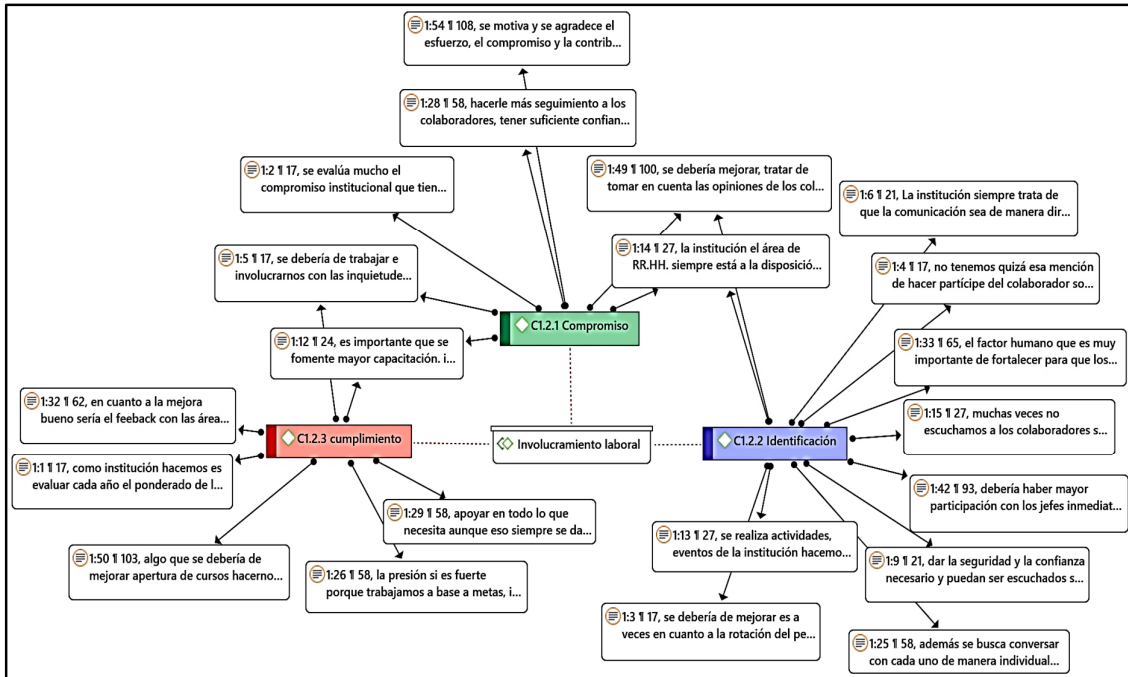 1:54 ¶ 108, se motiva y se agradece el
esfuerzo, el compromiso y la contrib...
1:28 ¶ 58, hacerle más seguimiento a los
colaboradores, tener suficiente confian...
1:2 ¶ 17, se evalúa mucho el
compromiso institucional que tien...
1:49 ¶ 100, se debería mejorar, tratar de
tomar en cuenta las opiniones de los col...
1:6 ¶ 21, La institución siempre trata de
que la comunicación sea de manera dir...
1:5 ¶ 17, se debería de trabajar e
involucrarnos con las inquietude...
1:14 ¶ 27, la institución el área de
RR.HH. siempre está a la disposició...
1:4 ¶ 17, no tenemos quizá esa mención
de hacer partícipe del colaborador so...
C1.2.1 Compromiso
1:12 ¶ 24, es importante que se
fomente mayor capacitación. i...
1:33 ¶ 65, el factor humano que es muy
importante de fortalecer para que los...
1:32 ¶ 62, en cuanto a la mejora
bueno sería el feeback con las área...
C1.2.3 cumplimiento
Involucramiento laboral
C1.2.2 Identificación
1:15 ¶ 27, muchas veces no
escuchamos a los colaboradores s...
1:1 ¶ 17, como institución hacemos es
evaluar cada año el ponderado de l...
1:42 ¶ 93, debería haber mayor
participación con los jefes inmediat...
1:29 ¶ 58, apoyar en todo lo que
necesita aunque eso siempre se da...
1:13 ¶ 27, se realiza actividades,
eventos de la institución hacemo...
1:50 ¶ 103, algo que se debería de
mejorar apertura de cursos hacerno...
1:9 ¶ 21, dar la seguridad y la confianza
necesario y puedan ser escuchados s...
1:26 ¶ 58, la presión si es fuerte
porque trabajamos a base a metas, i...
1:3 ¶ 17, se debería de mejorar es a
veces en cuanto a la rotación del pe...
1:25 ¶ 58, además se busca conversar
con cada uno de manera individual...